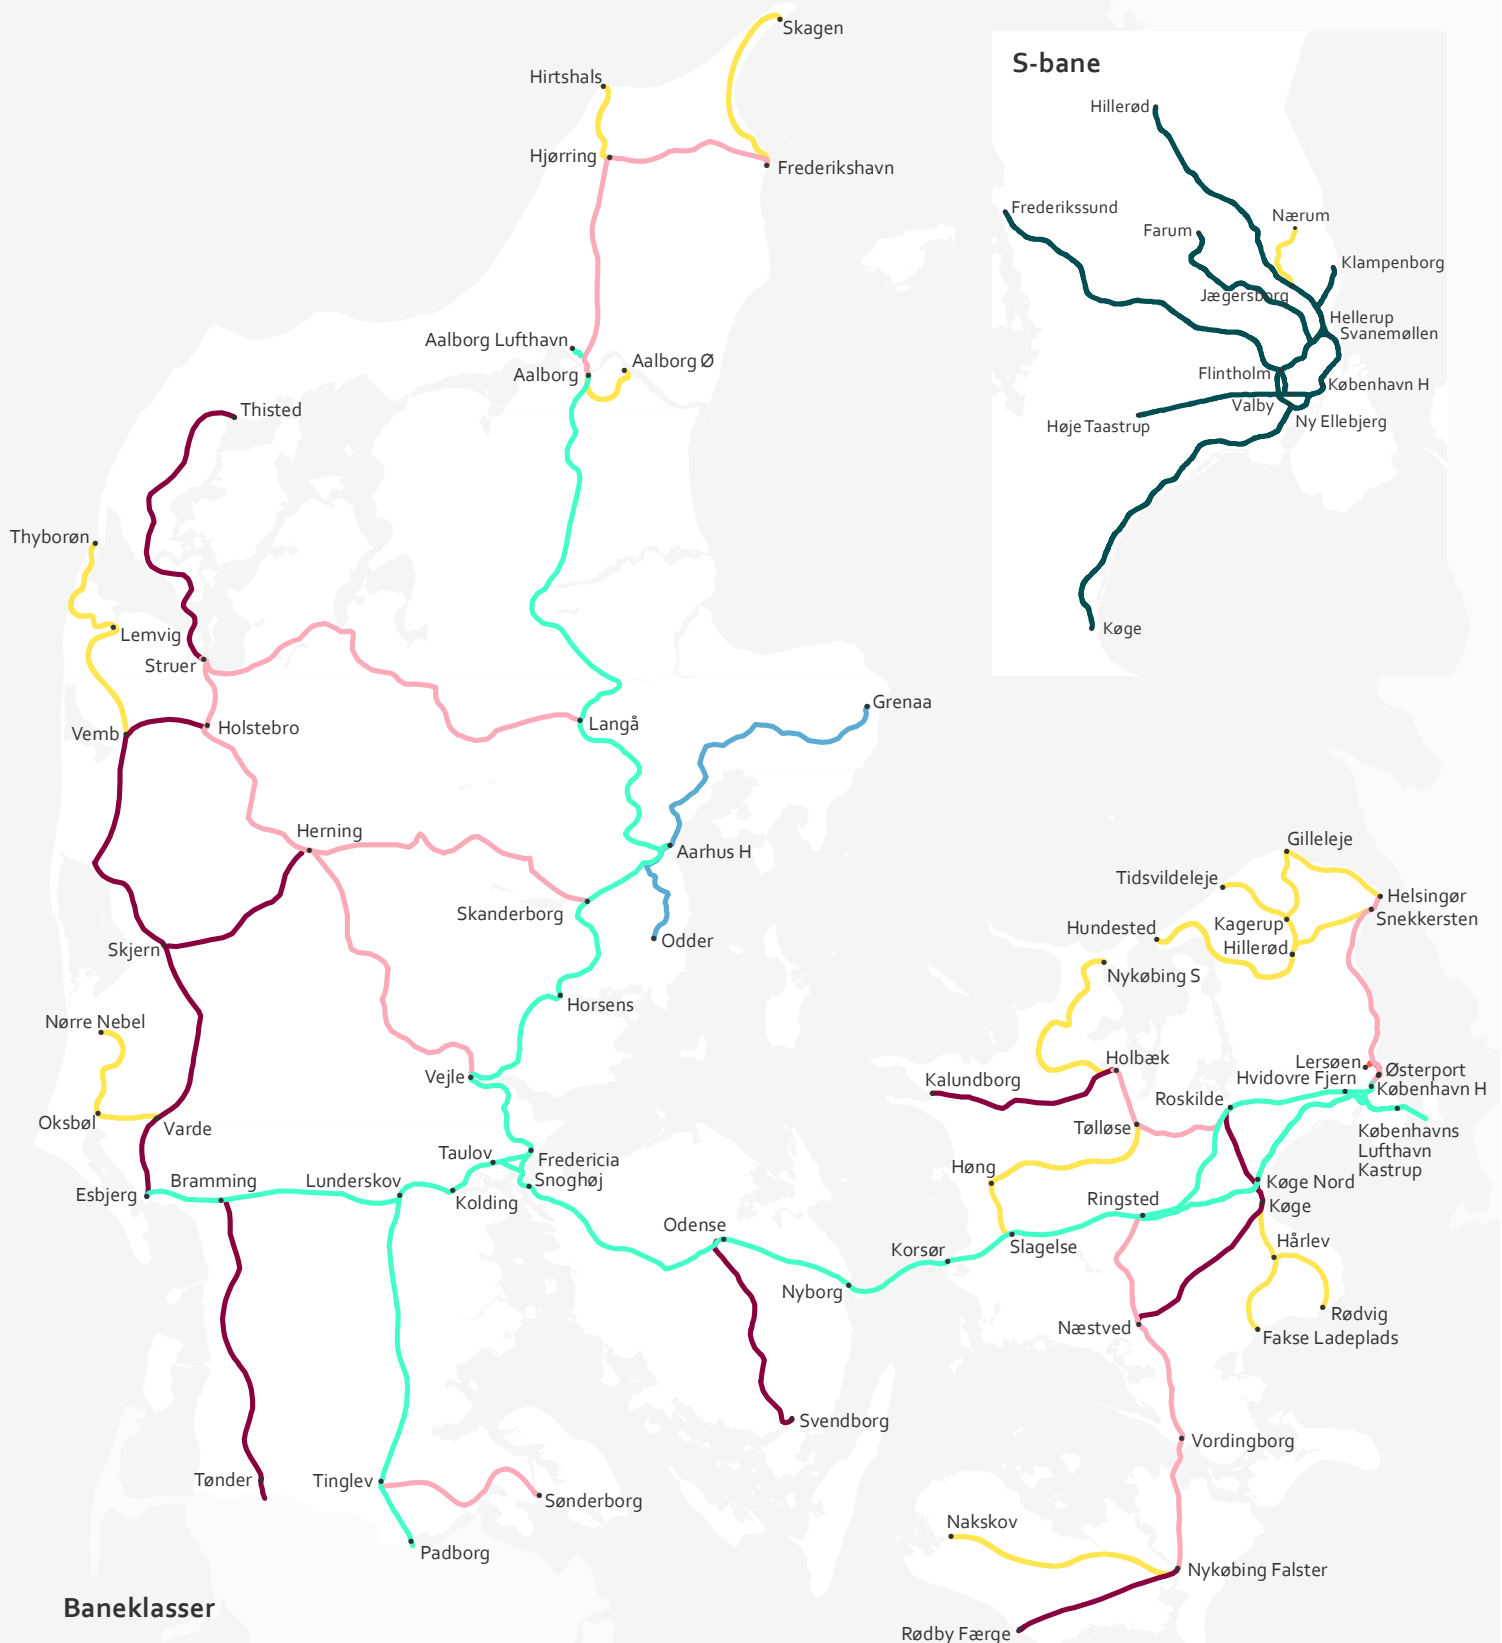 Skagen
Hirtshals
Hjørring
Frederikshavn
S-bane
Hillerød
Frederikssund
Farum
Nærum
Klampenborg
Jægersborg
Hellerup
Svanemøllen
Flintholm
København H
Valby
Ny Ellebjerg
Høje Taastrup
Køge
Aalborg Lufthavn
Aalborg Ø
Aalborg
Thisted
Thyborøn
Lemvig
Struer
Vemb
Holstebro
Langå
Grenaa
Herning
Aarhus H
Skanderborg
Odder
Skjern
Horsens
Nørre Nebel
Vejle
Oksbøl
Varde
Taulov
Fredericia
Snoghøj
Esbjerg
Bramming
Lunderskov
Kolding
Odense
Nyborg
Korsør
Svendborg
Tønder
Tinglev
Sønderborg
Padborg
Gilleleje
Tidsvildeleje
Helsingør
Snekkersten
Kagerup
Hillerød
Hundested
Nykøbing S
Holbæk
Kalundborg
Lersøen
Østerport
Hvidovre Fjern
København H
Roskilde
Tølløse
Københavns
Lufthavn
Kastrup
Høng
Køge Nord
Køge
Ringsted
Slagelse
Hårlev
Rødvig
Fakse Ladeplads
Næstved
Vordingborg
Nakskov
Nykøbing Falster
Rødby Færge
Baneklasser